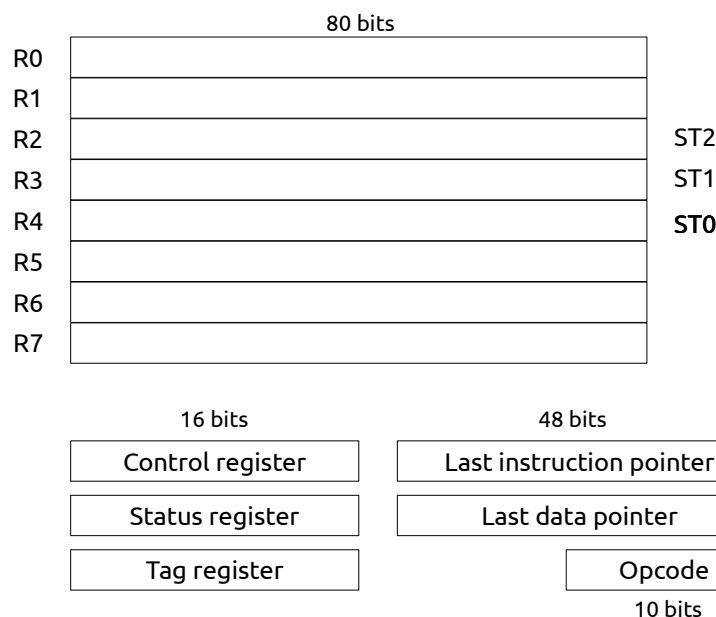 80 bits
R0
R1
R2 ST2
R3 ST1
R4 ST0
R5
R6
R7
16 bits 48 bits
Control register Last instruction pointer
Status register Last data pointer
Tag register Opcode
10 bits